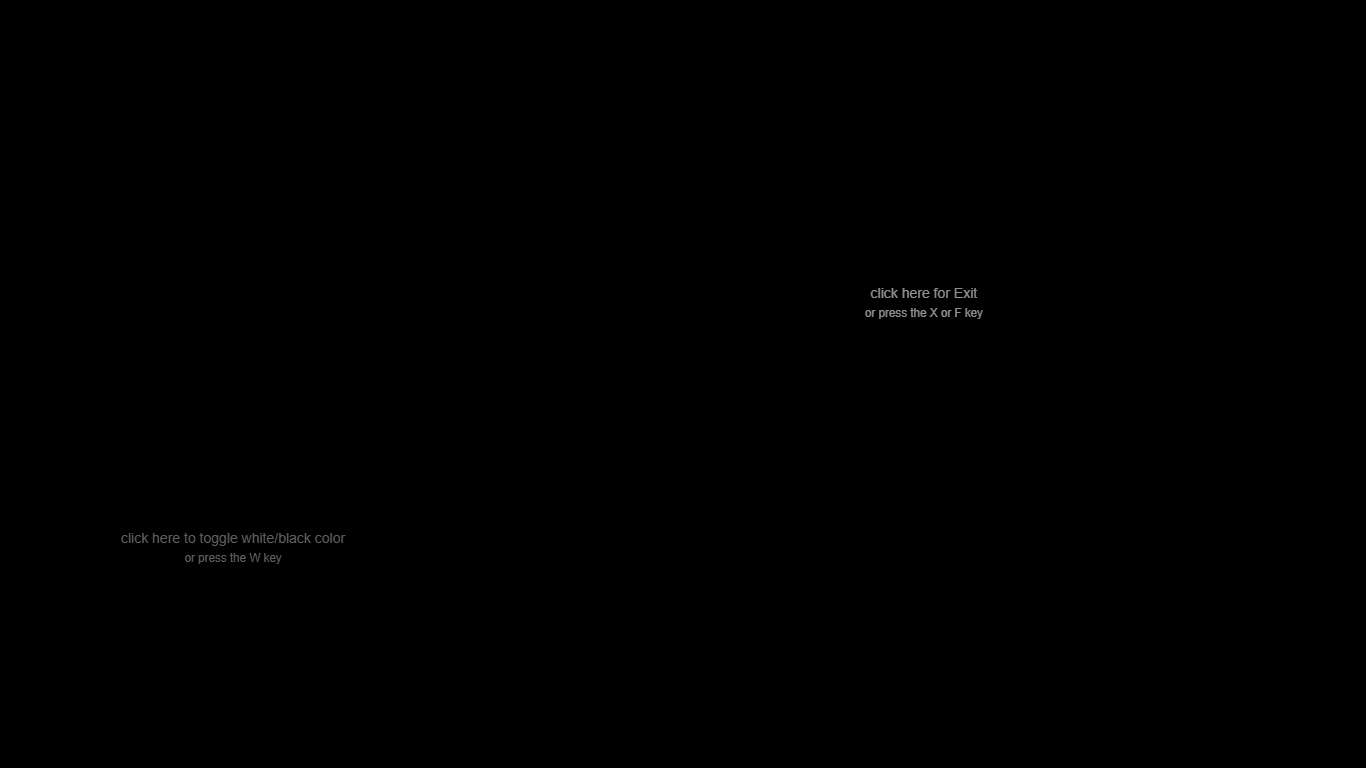 click here for Exit
or press the X or F key
click here to toggle white/black color
or press the W key